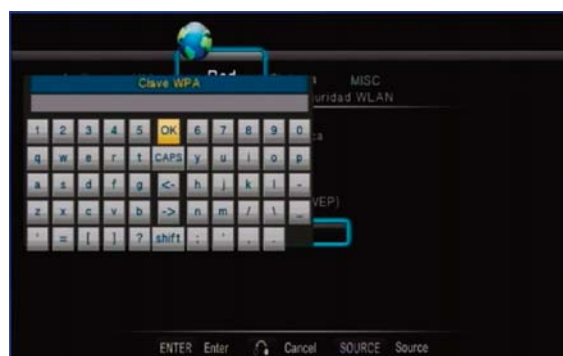 Red
MISC
Clave WPA
uridad WLAN
1 2 3 4 5 OK 6 7 8 9 0
q w e r t CAPS y u i o p
a s d f g <- h j k l -
z x c v b -> n m / \ _
' = [ ] ? shift ; ' , .
WEP)
ENTER Enter Cancel SOURCE Source